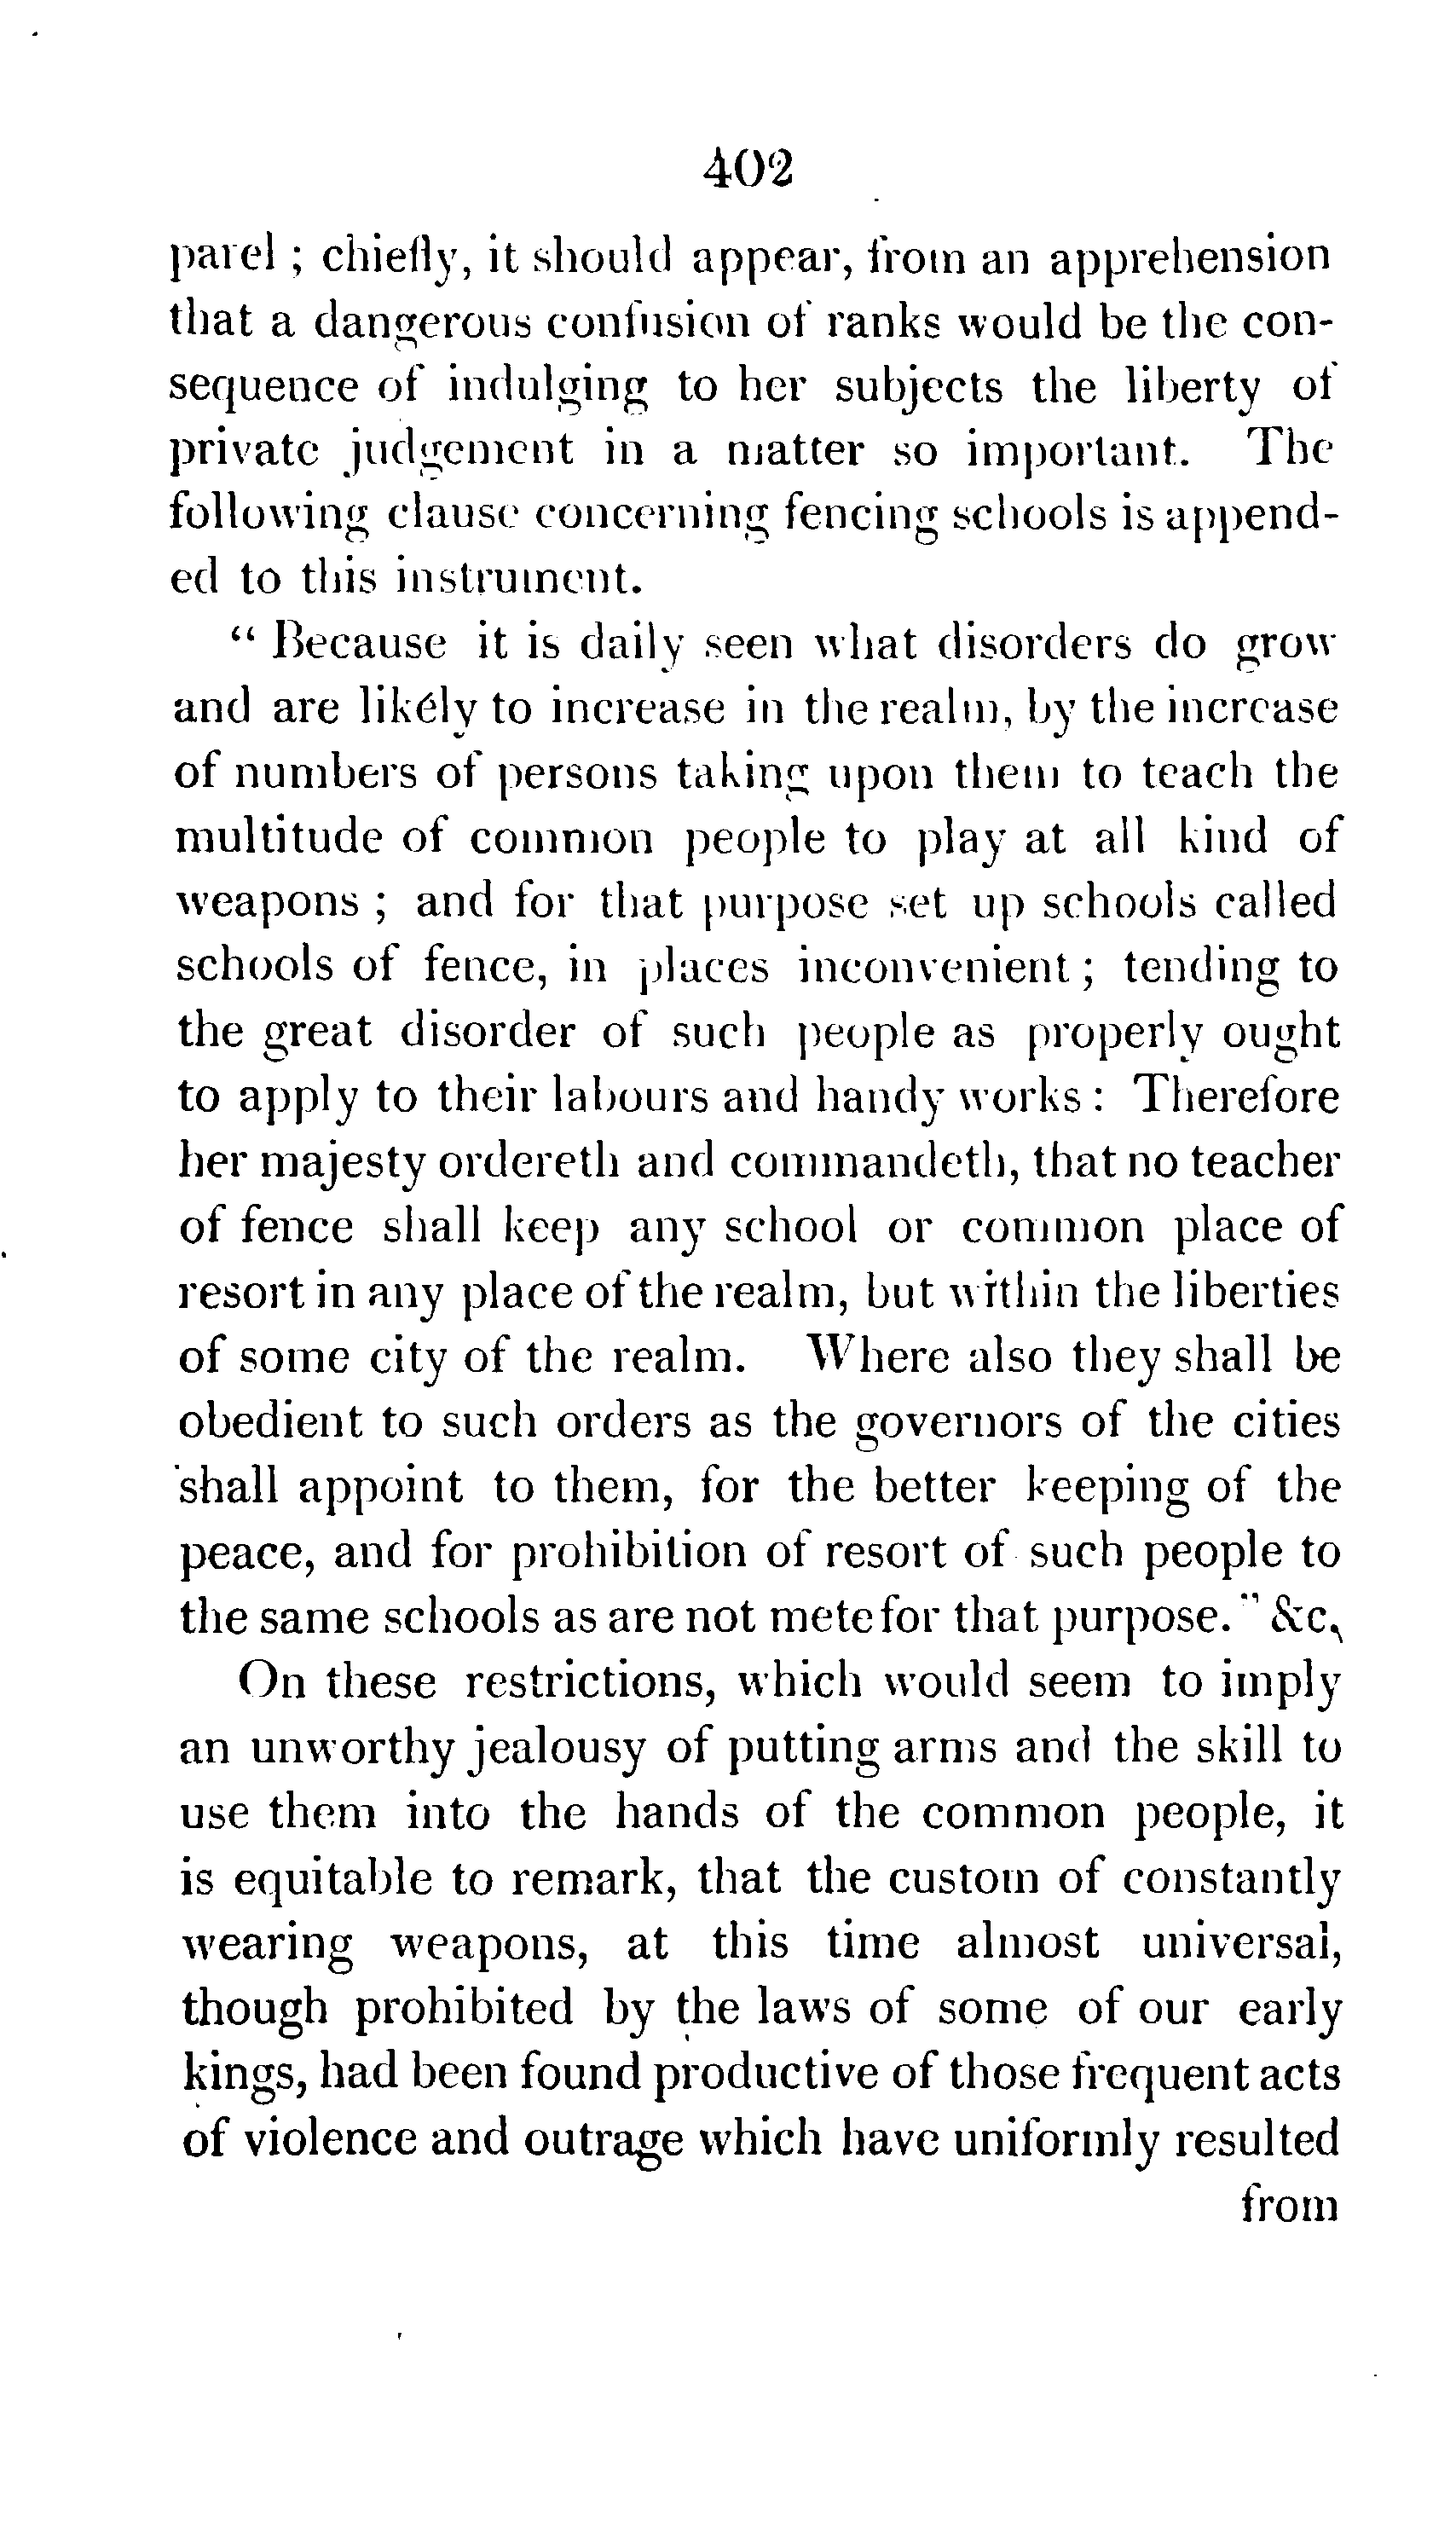 402
parel ; chiefly, it should appear, from an apprehension
that a dangerous confusion of ranks would be the con-
sequence of indulging to her subjects the liberty of
private judgement in a matter so important. The
following clause concerning fencing schools is append-
ed to this instrument.
“ Because it is daily seen what disorders do grow
and are likely to increase in the realm, by the increase
of numbers of persons taking upon them to teach the
multitude of common people to play at all kind of
weapons ; and for that purpose set up schools called
schools of fence, in places inconvenient ; tending to
the great disorder of such people as properly ought
to apply to their labours and handy works : Therefore
her majesty ordereth and commandeth, that no teacher
of fence shall keep any school or common place of
resort in any place of the realm, but within the liberties
of some city of the realm. Where also they shall be
obedient to such orders as the governors of the cities
shall appoint to them, for the better keeping of the
peace, and for prohibition of resort of such people to
the same schools as are not mete for that purpose.” &c.
On these restrictions, which would seem to imply
an unworthy jealousy of putting arms and the skill to
use them into the hands of the common people, it
is equitable to remark, that the custom of constantly
wearing weapons, at this time almost universal,
though prohibited by the laws of some of our early
kings, had been found productive of those frequent acts
of violence and outrage which have uniformly resulted
from